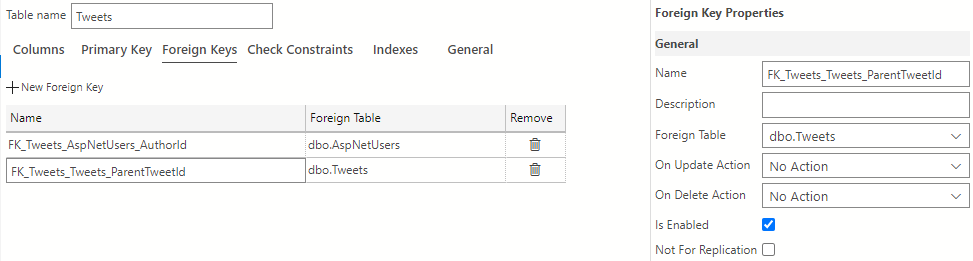 Table name Tweets
Columns Primary Key Foreign Keys Check Constraints Indexes General
New Foreign Key
Name Foreign Table Remove
FK_Tweets_AspNetUsers_AuthorId dbo.AspNetUsers
FK_Tweets_Tweets_ParentTweetId dbo.Tweets
Foreign Key Properties
General
Name FK_Tweets_Tweets_ParentTweetId
Description
Foreign Table dbo.Tweets
On Update Action No Action
On Delete Action No Action
Is Enabled
Not For Replication